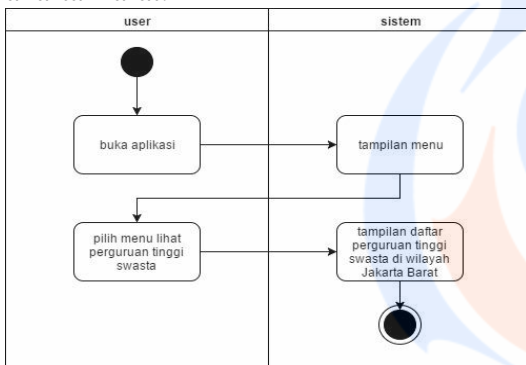 user
sistem
buka aplikasi
tampilan menu
pilih menu lihat
perguruan tinggi
swasta
tampilan daftar
perguruan tinggi
swasta di wilayah
Jakarta Barat